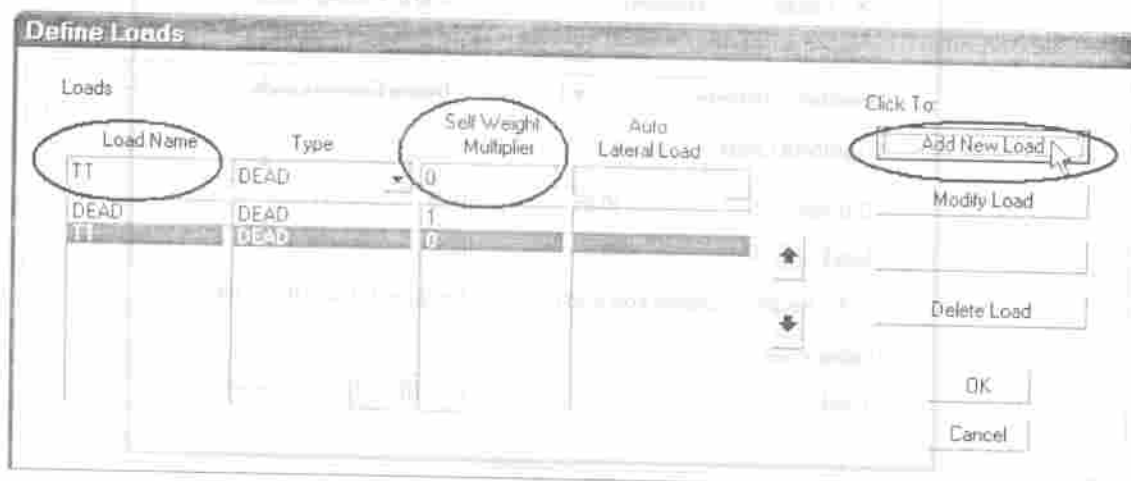 Define Loads
Loads
Click To:
Load Name Type Self Weight Multiplier Auto Lateral Load
TT DEAD 0
DEAD DEAD 1
TT DEAD 0
Add New Load
Modify Load
Delete Load
OK
Cancel